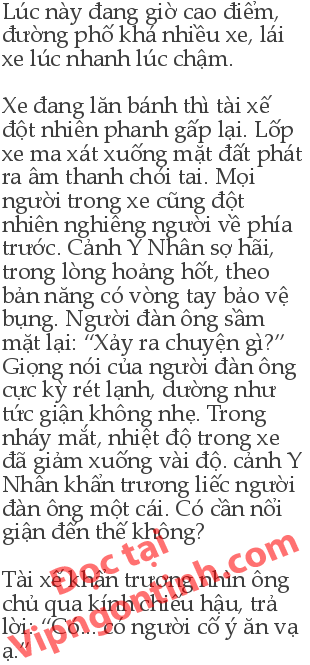 Lúc này đang giờ cao điểm,
đường phố khá nhiều xe, lái
xe lúc nhanh lúc chậm.
Xe đang lăn bánh thì tài xế
đột nhiên phanh gấp lại. Lốp
xe ma xát xuống mặt đất phát
ra âm thanh chói tai. Mọi
người trong xe cũng đột
nhiên nghiêng người về phía
trước. Cảnh Y Nhân sợ hãi,
trong lòng hoảng hốt, theo
bản năng có vòng tay bảo vệ
bụng. Người đàn ông sầm
mặt lại: “Xảy ra chuyện gì?”
Giọng nói của người đàn ông
cực kỳ rét lạnh, dường như
tức giận không nhẹ. Trong
nháy mắt, nhiệt độ trong xe
đã giảm xuống vài độ. cảnh Y
Nhân khẩn trương liếc người
đàn ông một cái. Có cần nổi
giận đến thế không?
Tài xế khẩn trương nhìn ông
chủ qua kính chiếu hậu, trả
lời: “Có... có người cố ý ăn vạ
ạ.”
Đọc tại
Vipngontinh.com